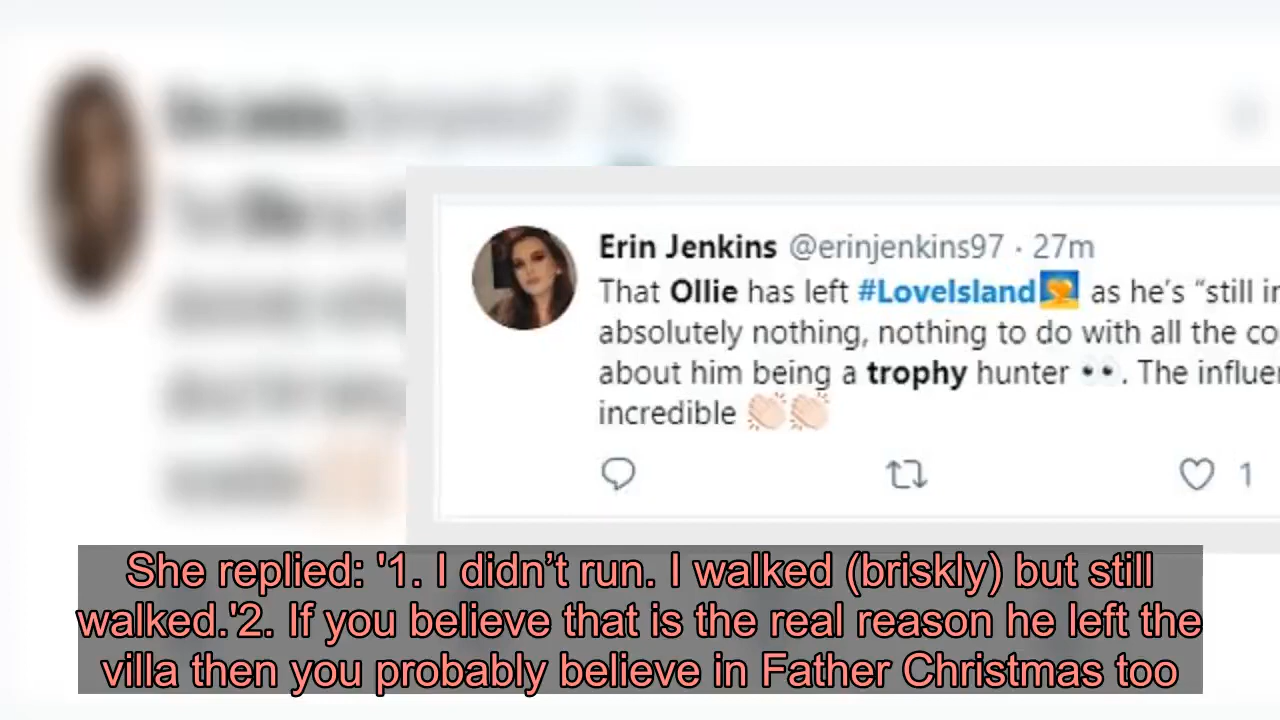 Erin Jenkins @erinjenkins97 · 27m
That Ollie has left #LoveIsland as he's “still in
absolutely nothing, nothing to do with all the co
about him being a trophy hunter 👀. The influe
incredible 👏🏻👏🏻
1
She replied: '1. I didn’t run. I walked (briskly) but still
walked.'2. If you believe that is the real reason he left the
villa then you probably believe in Father Christmas too